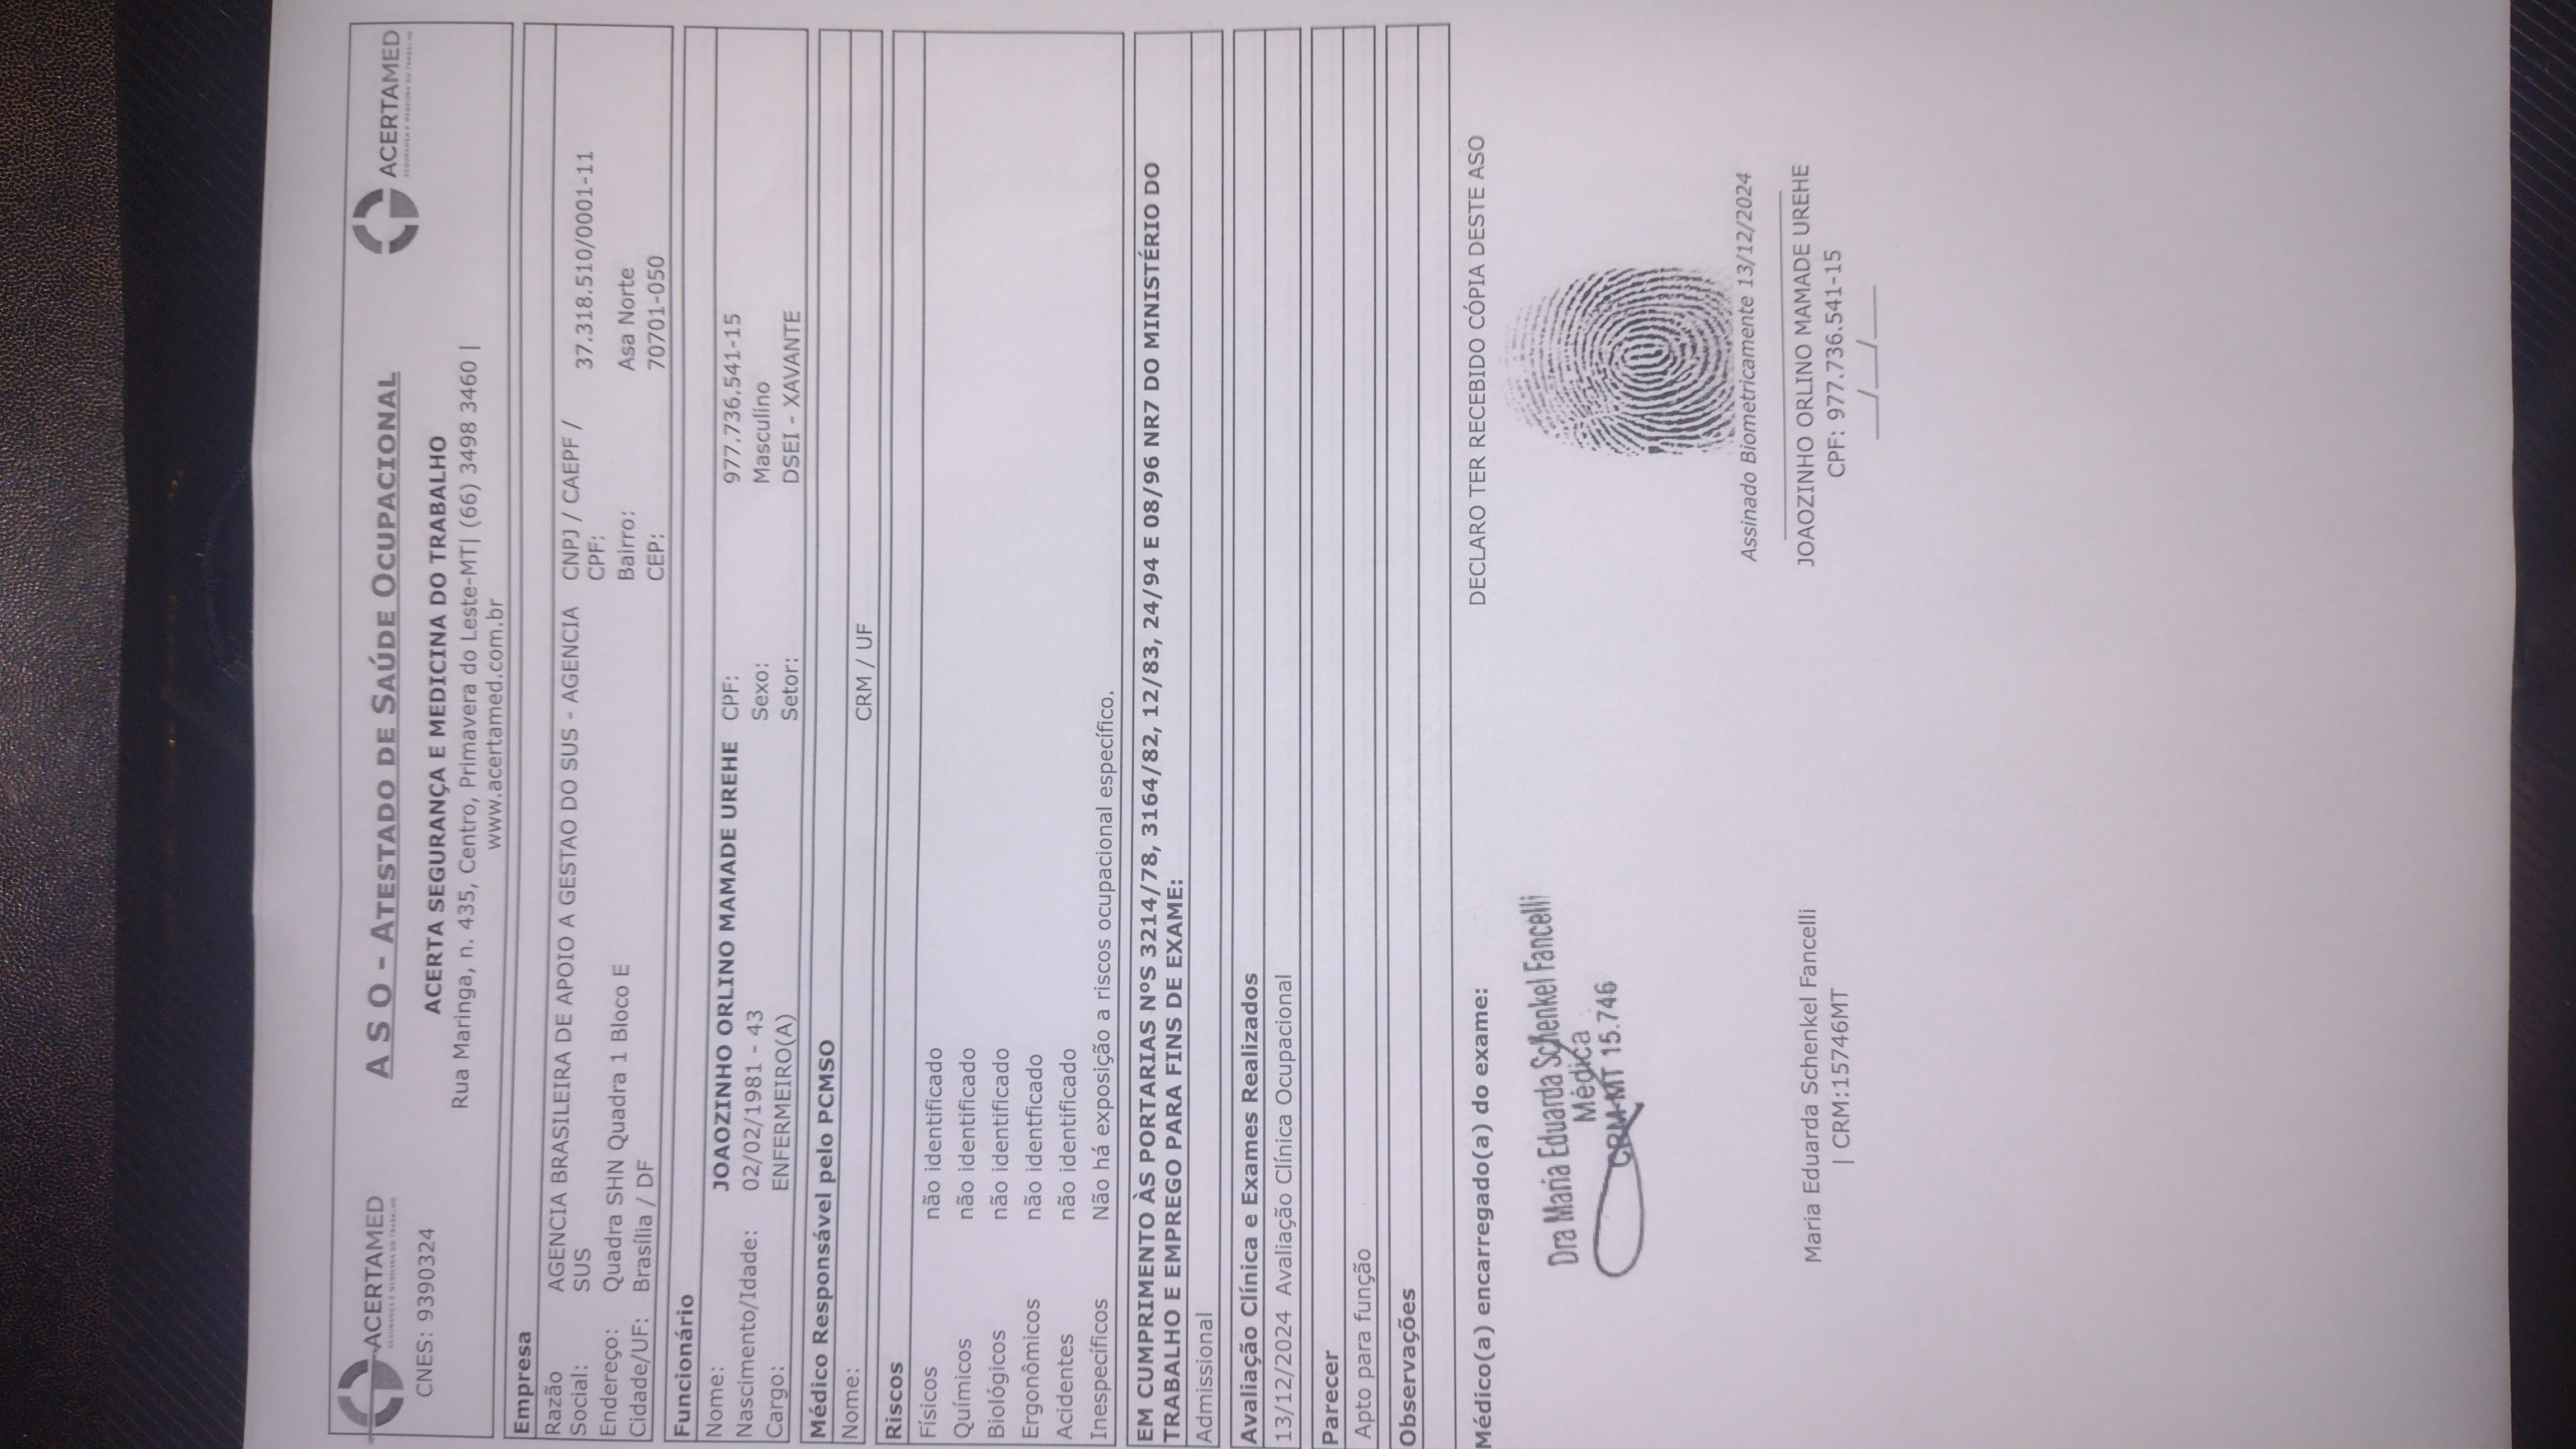 ACERTAMED
SEGURANÇA E MEDICINA DO TRABALHO
CNES: 9390324
A S O - ATESTADO DE SAÚDE OCUPACIONAL
ACERTA SEGURANÇA E MEDICINA DO TRABALHO
Rua Maringa, n. 435, Centro, Primavera do Leste-MT| (66) 3498 3460 |
www.acertamed.com.br
ACERTAMED
SEGURANÇA E MEDICINA DO TRABALHO
Empresa
Razão Social: AGENCIA BRASILEIRA DE APOIO A GESTAO DO SUS - AGENCIA SUS
CNPJ / CAEPF / CPF: 37.318.510/0001-11
Endereço: Quadra SHN Quadra 1 Bloco E
Bairro: Asa Norte
Cidade/UF: Brasília / DF
CEP: 70701-050
Funcionário
Nome: JOAOZINHO ORLINO MAMADE UREHE CPF: 977.736.541-15
Nascimento/Idade: 02/02/1981 - 43 Sexo: Masculino
Cargo: ENFERMEIRO(A) Setor: DSEI - XAVANTE
Médico Responsável pelo PCMSO
Nome: CRM / UF
Riscos
Físicos não identificado
Químicos não identificado
Biológicos não identificado
Ergonômicos não identficado
Acidentes não identificado
Inespecíficos Não há exposição a riscos ocupacional específico.
EM CUMPRIMENTO ÀS PORTARIAS NºS 3214/78, 3164/82, 12/83, 24/94 E 08/96 NR7 DO MINISTÉRIO DO
TRABALHO E EMPREGO PARA FINS DE EXAME:
Admissional
Avaliação Clínica e Exames Realizados
13/12/2024 Avaliação Clínica Ocupacional
Parecer
Apto para função
Observações
Médico(a) encarregado(a) do exame:
Dra Maria Eduarda Schenkel Fancelli
Médica
CRM-MT 15.746
Maria Eduarda Schenkel Fancelli
| CRM:15746MT
DECLARO TER RECEBIDO CÓPIA DESTE ASO
Assinado Biometricamente 13/12/2024
JOAOZINHO ORLINO MAMADE UREHE
CPF: 977.736.541-15
___/___/____